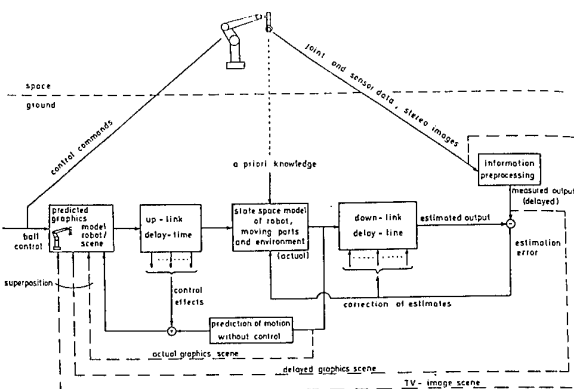 space
ground
control commands
joint and sensor data, stereo images
a priori knowledge
information
preprocessing
measured output
(delayed)
ball
control
predicted
graphics
model
robot/
scene
up-link
delay-time
state space model
of robot,
moving parts
and environment
(actual)
down-link
delay-line
estimated output
estimation
error
superposition
control
effects
correction of estimates
prediction of motion
without control
actual graphics scene
delayed graphics scene
TV-image scene